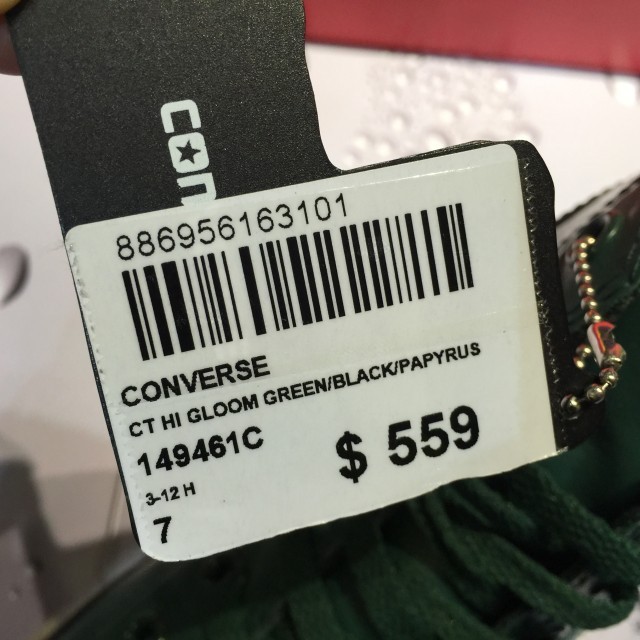 CON
886956163101
CONVERSE
CT HI GLOOM GREEN/BLACK/PAPYRUS
149461C
$ 559
3-12 H
7